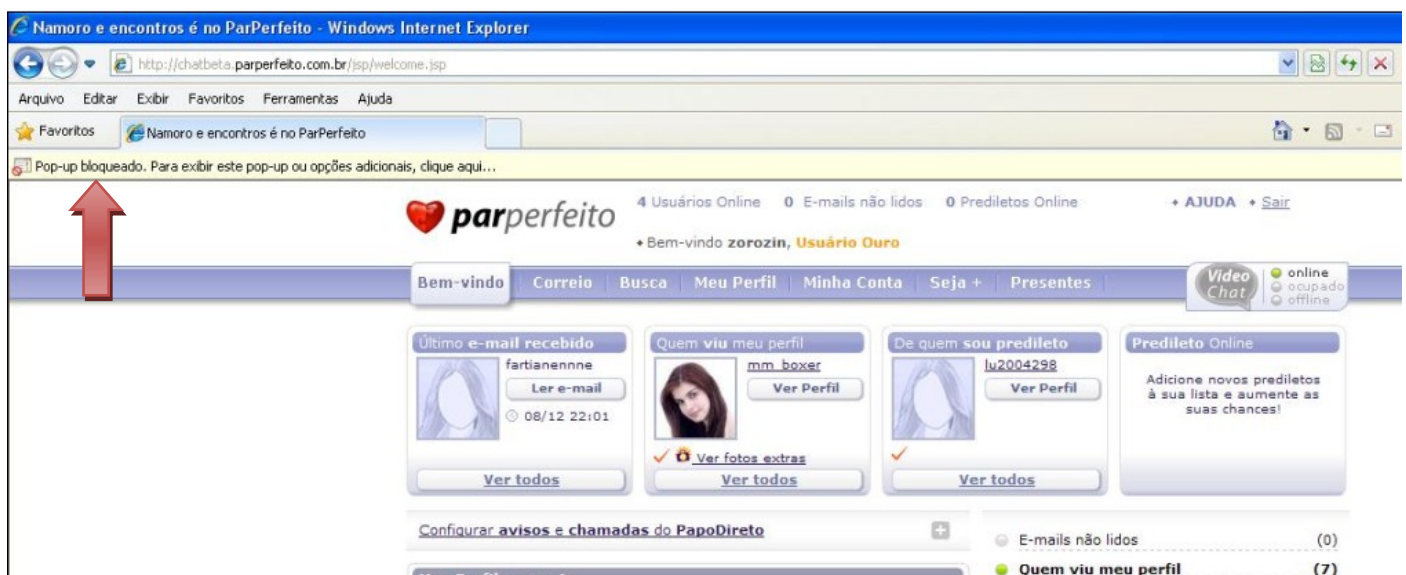 Namoro e encontros é no ParPerfeito - Windows Internet Explorer
http://chatbeta.parperfeito.com.br/jsp/welcome.jsp
Arquivo Editar Exibir Favoritos Ferramentas Ajuda
Favoritos Namoro e encontros é no ParPerfeito
Pop-up bloqueado. Para exibir este pop-up ou opções adicionais, clique aqui...
parperfeito 4 Usuários Online 0 E-mails não lidos 0 Prediletos Online AJUDA Sair
Bem-vindo zorozin, Usuário Ouro
Bem-vindo Correio Busca Meu Perfil Minha Conta Seja + Presentes
Video Chat
online
ocupado
offline
Último e-mail recebido
fartianennne
Ler e-mail
08/12 22:01
Ver todos
Quem viu meu perfil
mm_boxer
Ver Perfil
Ver fotos extras
Ver todos
De quem sou predileto
lu2004298
Ver Perfil
Ver todos
Predileto Online
Adicione novos prediletos
à sua lista e aumente as
suas chances!
Configurar avisos e chamadas do PapoDireto
E-mails não lidos (0)
Quem viu meu perfil (7)